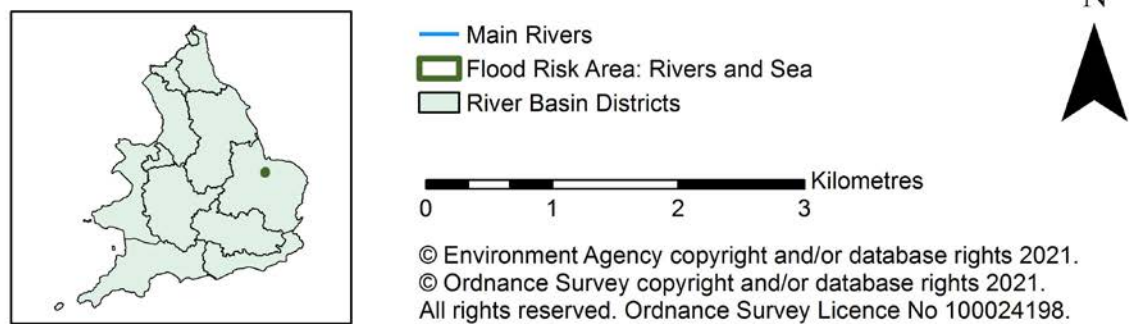 N
Main Rivers
Flood Risk Area: Rivers and Sea
River Basin Districts
Kilometres
0 1 2 3
© Environment Agency copyright and/or database rights 2021.
© Ordnance Survey copyright and/or database rights 2021.
All rights reserved. Ordnance Survey Licence No 100024198.